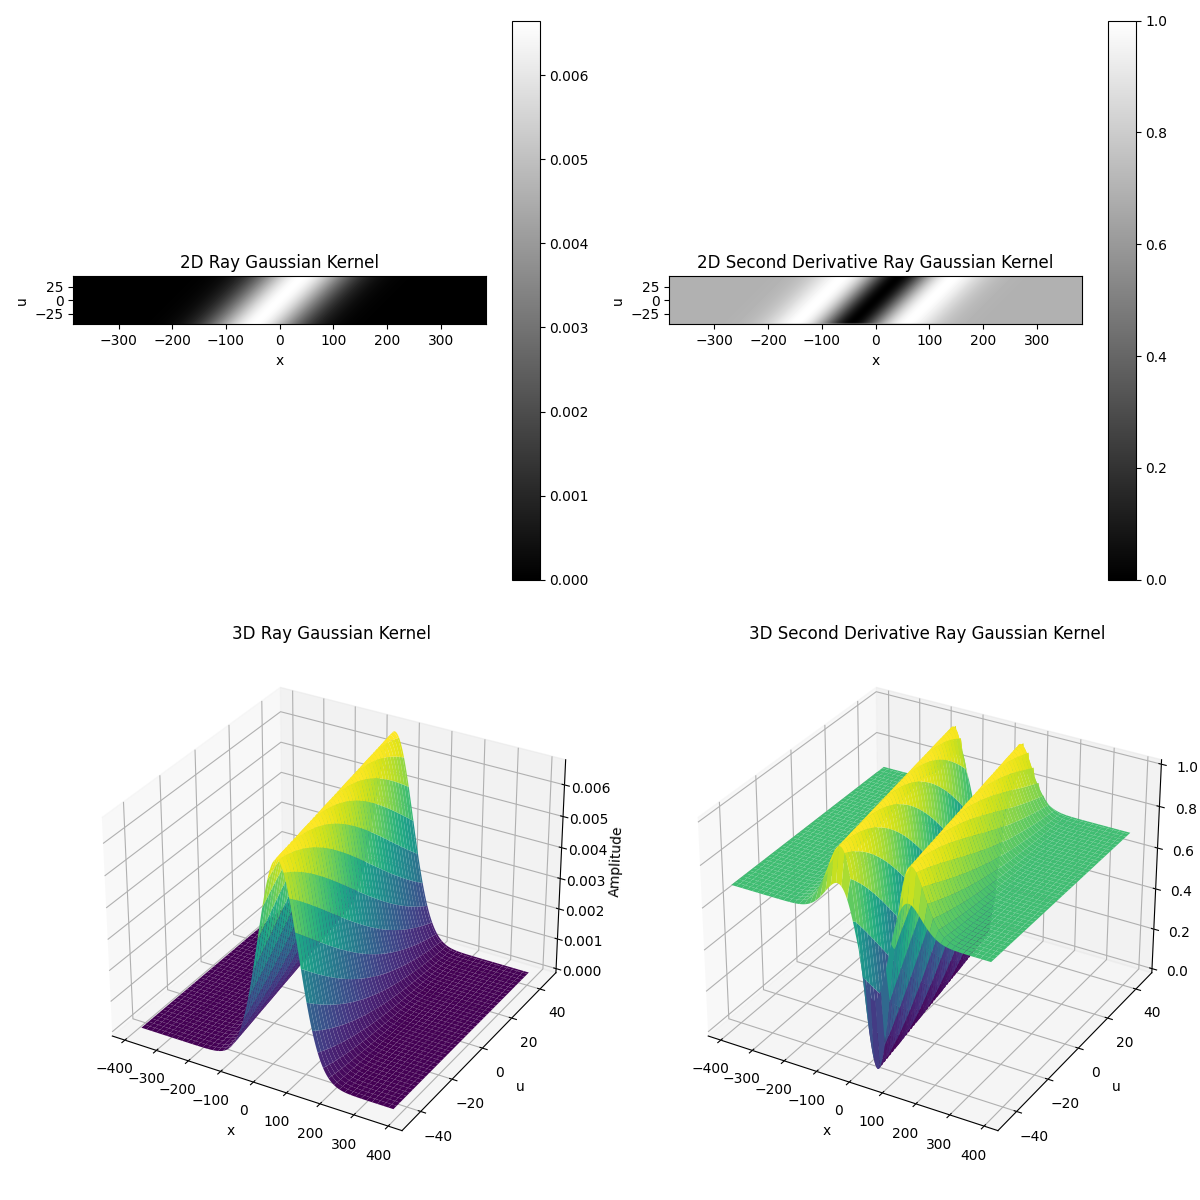 2D Ray Gaussian Kernel
25
0
−25
u
−300 −200 −100 0 100 200 300
x
0.006
0.005
0.004
0.003
0.002
0.001
0.000
2D Second Derivative Ray Gaussian Kernel
25
0
−25
u
−300 −200 −100 0 100 200 300
x
1.0
0.8
0.6
0.4
0.2
0.0
3D Ray Gaussian Kernel
0.006
0.005
0.004
0.003
0.002
0.001
0.000
Amplitude
−400 −300 −200 −100 0 100 200 300 400
x
−40 −20 0 20 40
u
3D Second Derivative Ray Gaussian Kernel
1.0
0.8
0.6
0.4
0.2
0.0
−400 −300 −200 −100 0 100 200 300 400
x
−40 −20 0 20 40
u